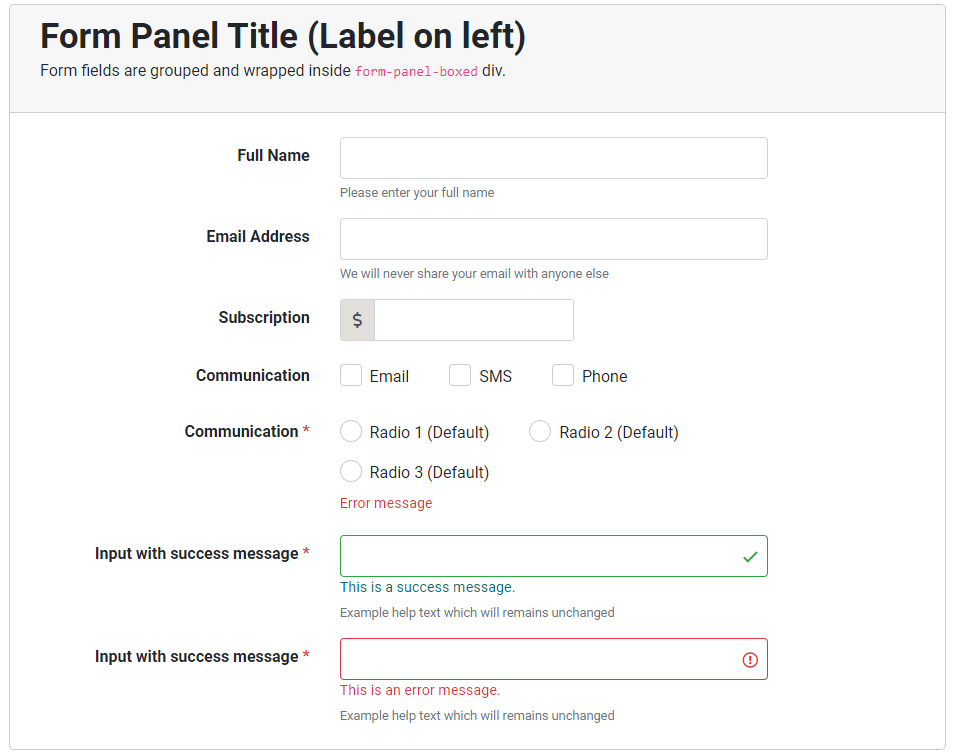 Form Panel Title (Label on left)
Form fields are grouped and wrapped inside form-panel-boxed div.
Full Name
Please enter your full name
Email Address
We will never share your email with anyone else
Subscription $
Communication Email SMS Phone
Communication * Radio 1 (Default) Radio 2 (Default)
Radio 3 (Default)
Error message
Input with success message *
This is a success message.
Example help text which will remains unchanged
Input with success message *
This is an error message.
Example help text which will remains unchanged